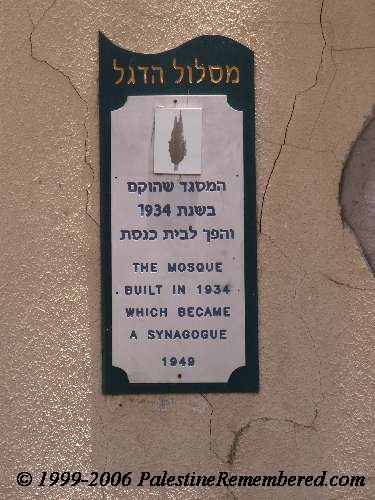 מסלול הדגל
המסגד שהוקם
בשנת 1934
והפך לבית כנסת
THE MOSQUE
BUILT IN 1934
WHICH BECAME
A SYNAGOGUE
1949
© 1999-2006 PalestineRemembered.com